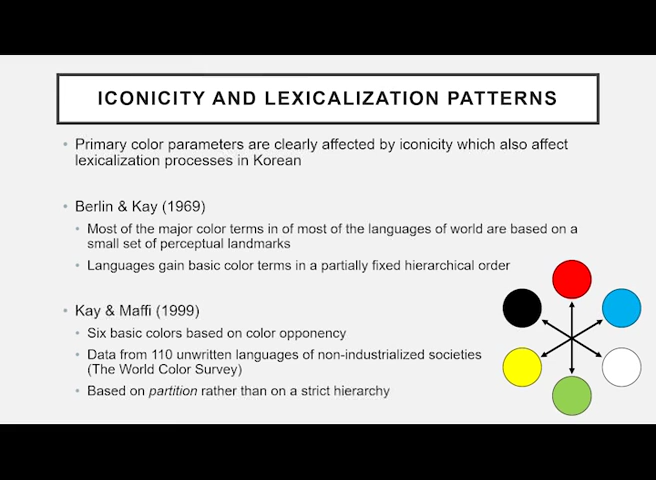 ICONICITY AND LEXICALIZATION PATTERNS
• Primary color parameters are clearly affected by iconicity which also affect
lexicalization processes in Korean
• Berlin & Kay (1969)
• Most of the major color terms in of most of the languages of world are based on a
small set of perceptual landmarks
• Languages gain basic color terms in a partially fixed hierarchical order
• Kay & Maffi (1999)
• Six basic colors based on color opponency
• Data from 110 unwritten languages of non-industrialized societies
(The World Color Survey)
• Based on partition rather than on a strict hierarchy